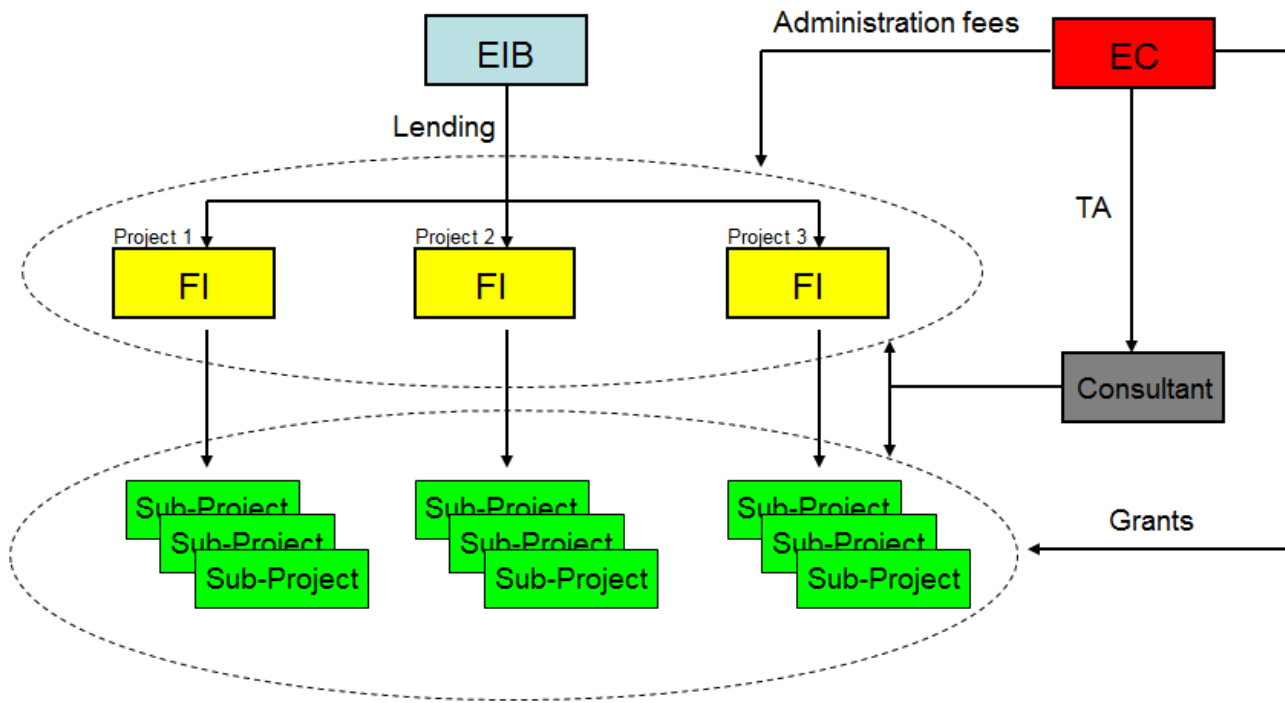 Administration fees
EIB
EC
Lending
TA
Project 1
Project 2
Project 3
FI
FI
FI
Consultant
Sub-Project
Sub-Project
Sub-Project
Sub-Project
Sub-Project
Sub-Project
Sub-Project
Sub-Project
Sub-Project
Grants